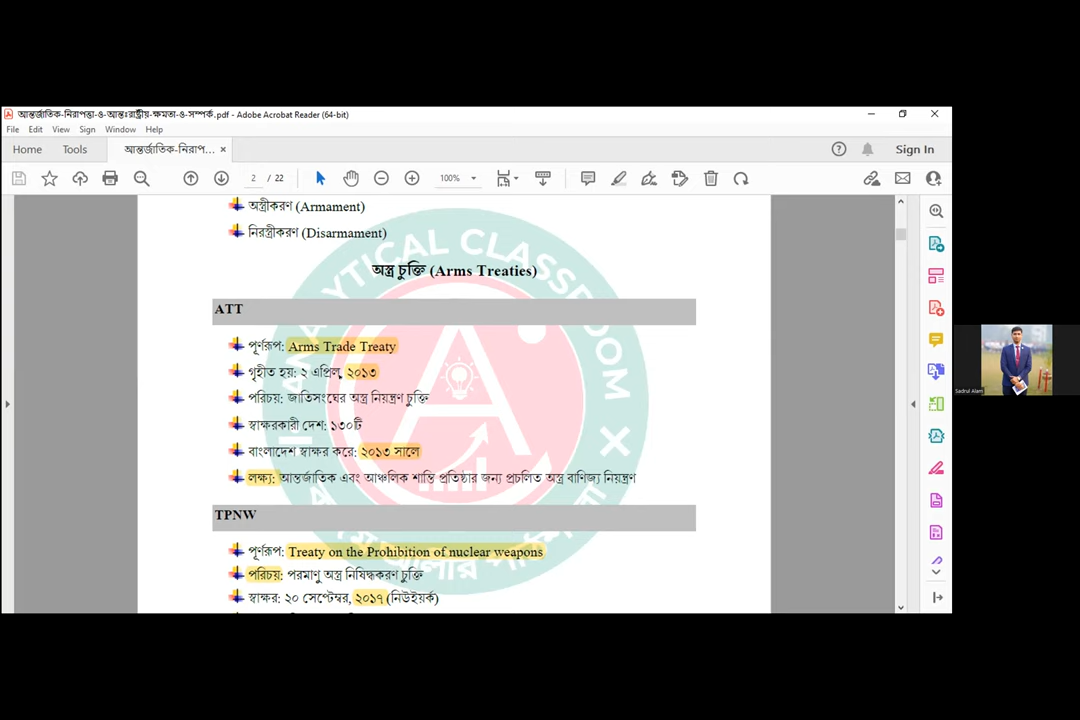 আন্তর্জাতিক-নিরাপত্তা-ও-আন্তঃরাষ্ট্রীয়-ক্ষমতা-ও-সম্পর্ক.pdf - Adobe Acrobat Reader (64-bit)
File Edit View Sign Window Help
Home Tools আন্তর্জাতিক-নিরাপ... × Sign In
2 / 22 100%
অস্ত্রীকরণ (Armament)
নিরস্ত্রীকরণ (Disarmament)
অস্ত্র চুক্তি (Arms Treaties)
ATT
পূর্ণরূপ: Arms Trade Treaty
গৃহীত হয়: ২ এপ্রিল, ২০১৩
পরিচয়: জাতিসংঘের অস্ত্র নিয়ন্ত্রণ চুক্তি
স্বাক্ষরকারী দেশ: ১৩০টি
বাংলাদেশ স্বাক্ষর করে: ২০১৩ সালে
লক্ষ্য: আন্তর্জাতিক এবং আঞ্চলিক শান্তি প্রতিষ্ঠার জন্য প্রচলিত অস্ত্র বাণিজ্য নিয়ন্ত্রণ
TPNW
পূর্ণরূপ: Treaty on the Prohibition of nuclear weapons
পরিচয়: পরমাণু অস্ত্র নিষিদ্ধকরণ চুক্তি
স্বাক্ষর: ২০ সেপ্টেম্বর, ২০১৭ (নিউইয়র্ক)
Sadrul Alam